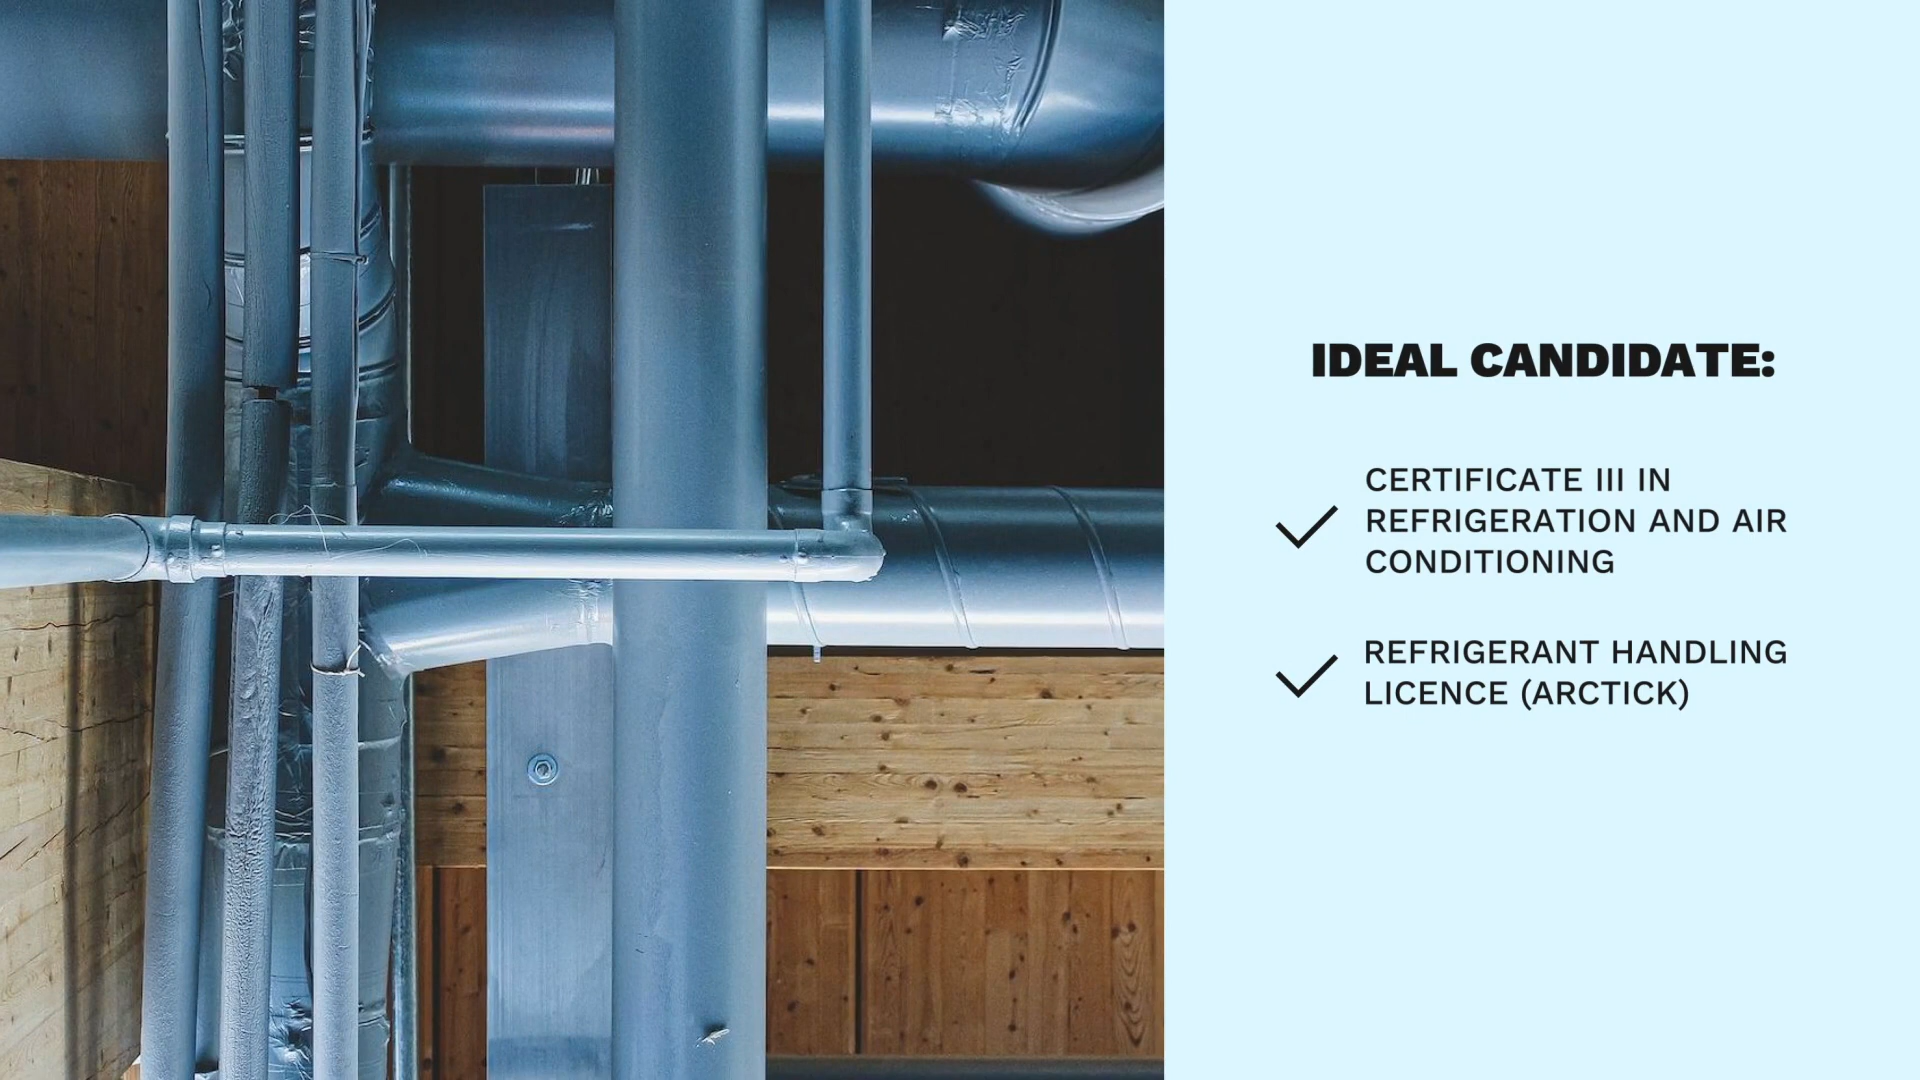 IDEAL CANDIDATE:
CERTIFICATE III IN
REFRIGERATION AND AIR
CONDITIONING
REFRIGERANT HANDLING
LICENCE (ARCTICK)